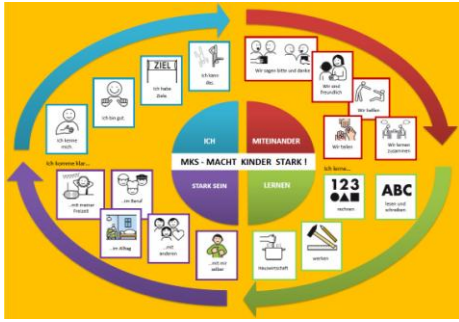 ZIEL
Ich kenne
mich.
Ich bin gut.
Ich habe
Ziele.
Ich kann
das.
Wir sagen bitte und danke
Wir sind
freundlich
Wir helfen
Wir teilen
Wir lernen
zusammen
ICH
MITEINANDER
MKS - MACHT KINDER STARK !
STARK SEIN
LERNEN
Ich komme klar...
...mit meiner
Freizeit
...im Beruf
...im Alltag
...mit
anderen
...mit mir
selber
Ich lerne...
123
rechnen
ABC
lesen und
schreiben
werken
Hauswirtschaft